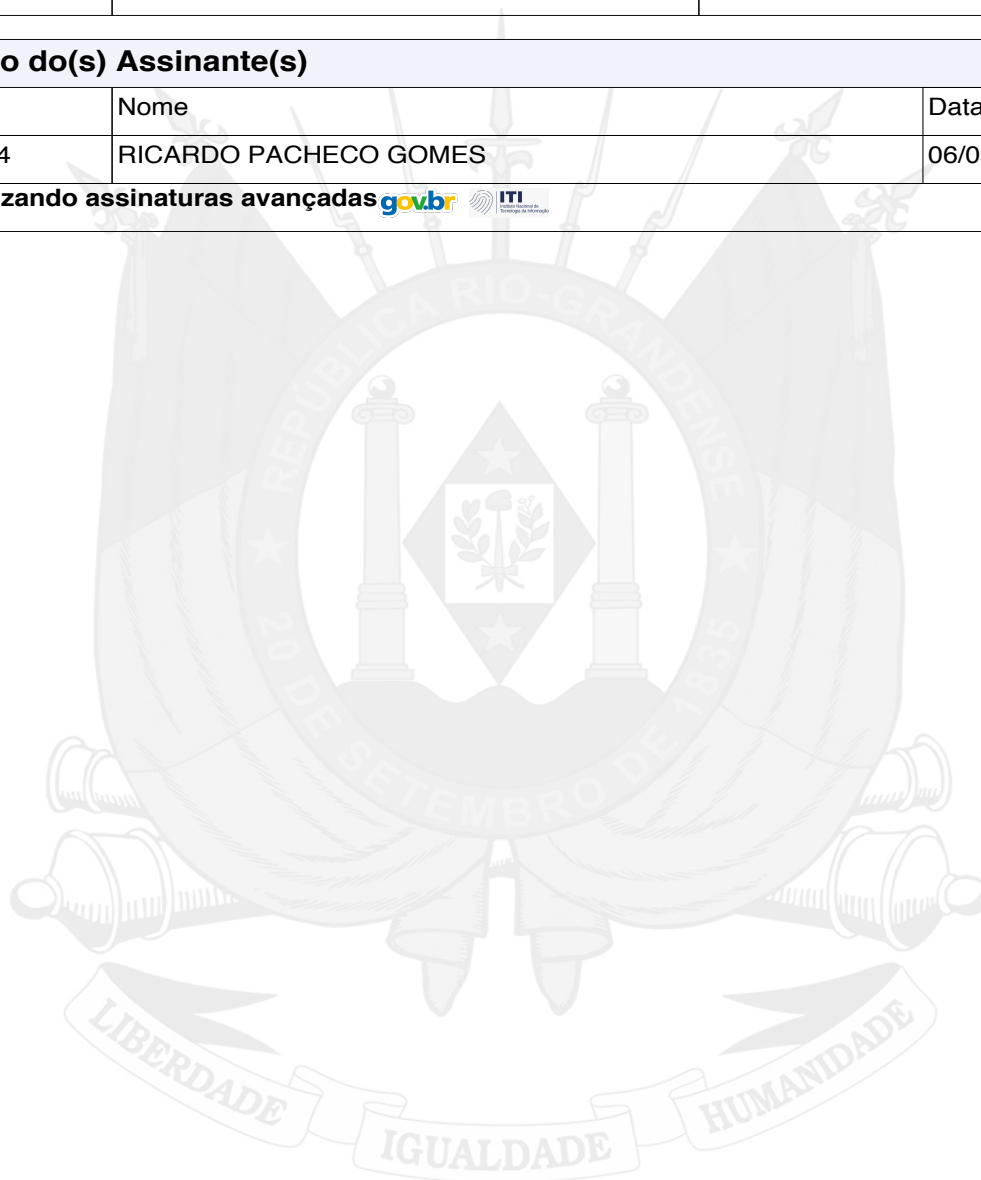 o do(s) Assinante(s)
Nome Data
4 RICARDO PACHECO GOMES 06/0
zando assinaturas avançadas gov.br ITI
REPÚBLICA RIO-GRANDENSE
20 DE SETEMBRO DE 1835
LIBERDADE
IGUALDADE
HUMANIDADE